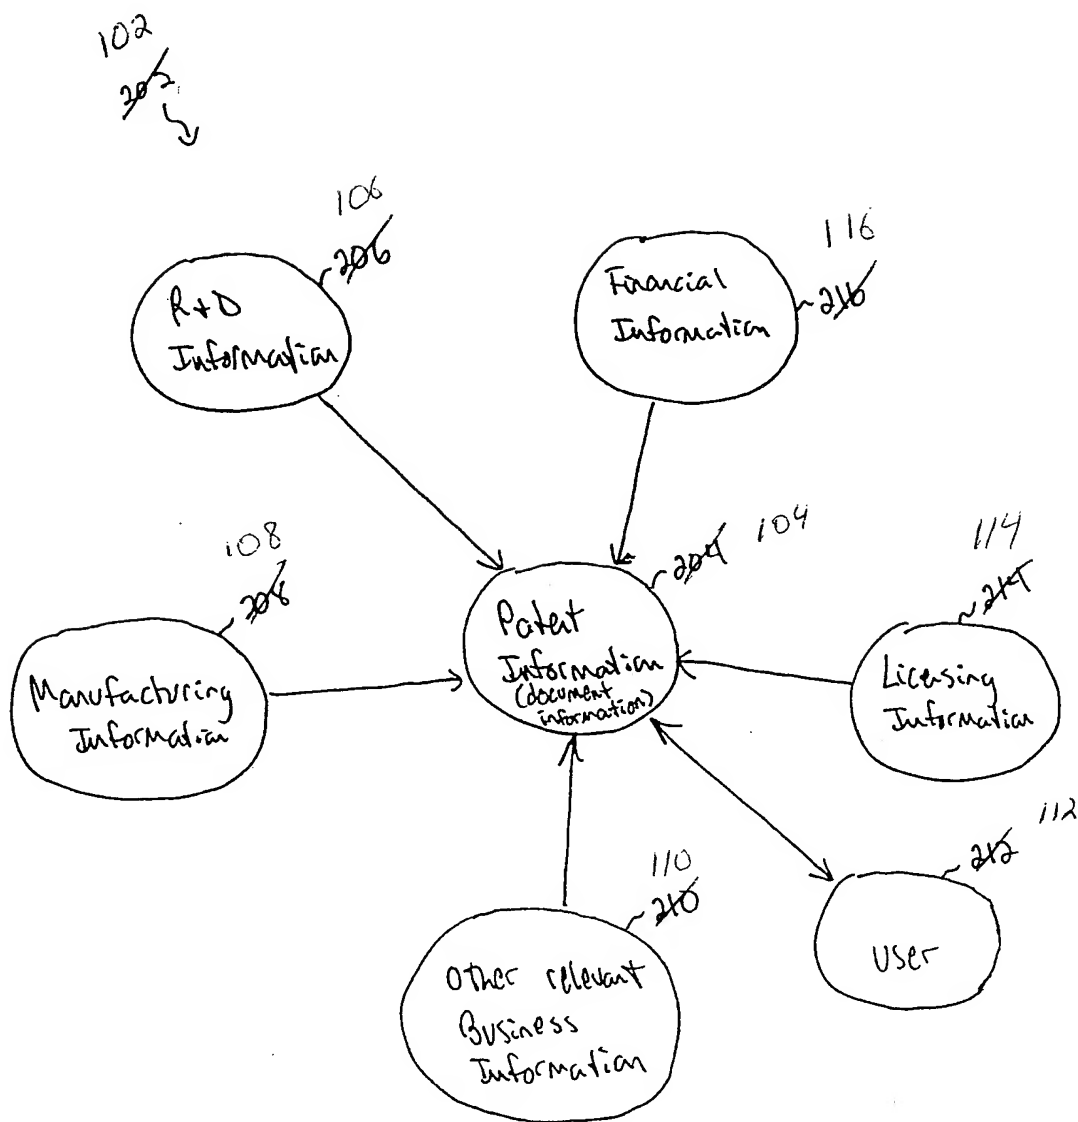 102
202
106
206
R+D
Information
116
216
Financial
Information
108
208
Manufacturing
Information
204 104
Patent
Information
(document
information)
114
214
Licensing
Information
110
210
Other relevant
Business
Information
112
212
User